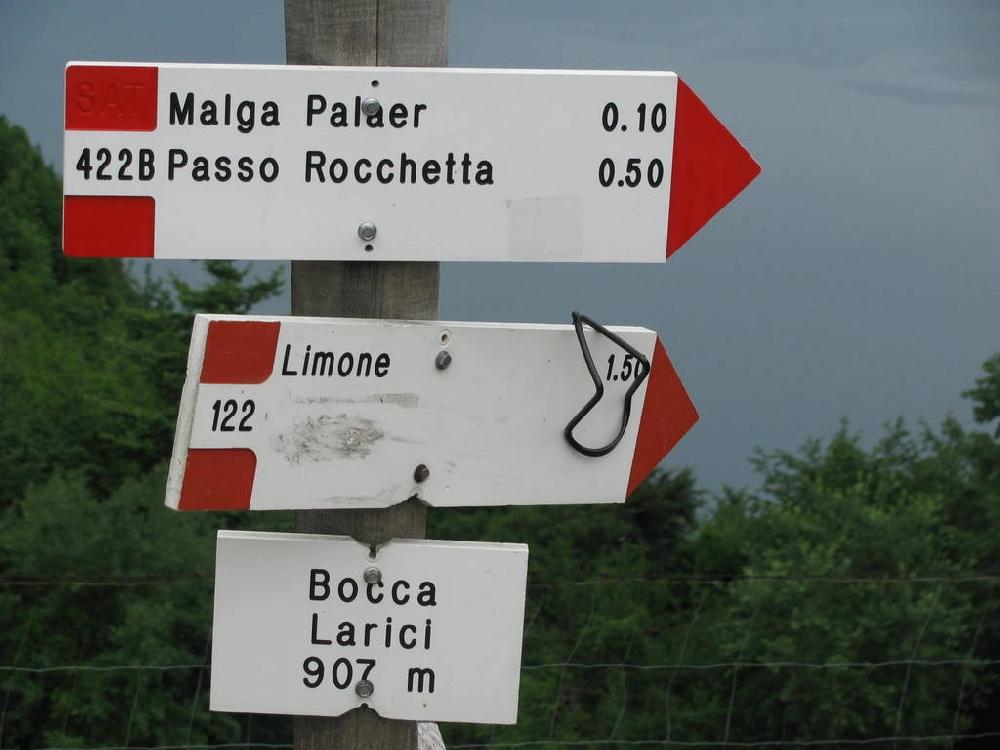 SAT
Malga Palaer 0.10
422B Passo Rocchetta 0.50
Limone 1.50
122
Bocca
Larici
907 m